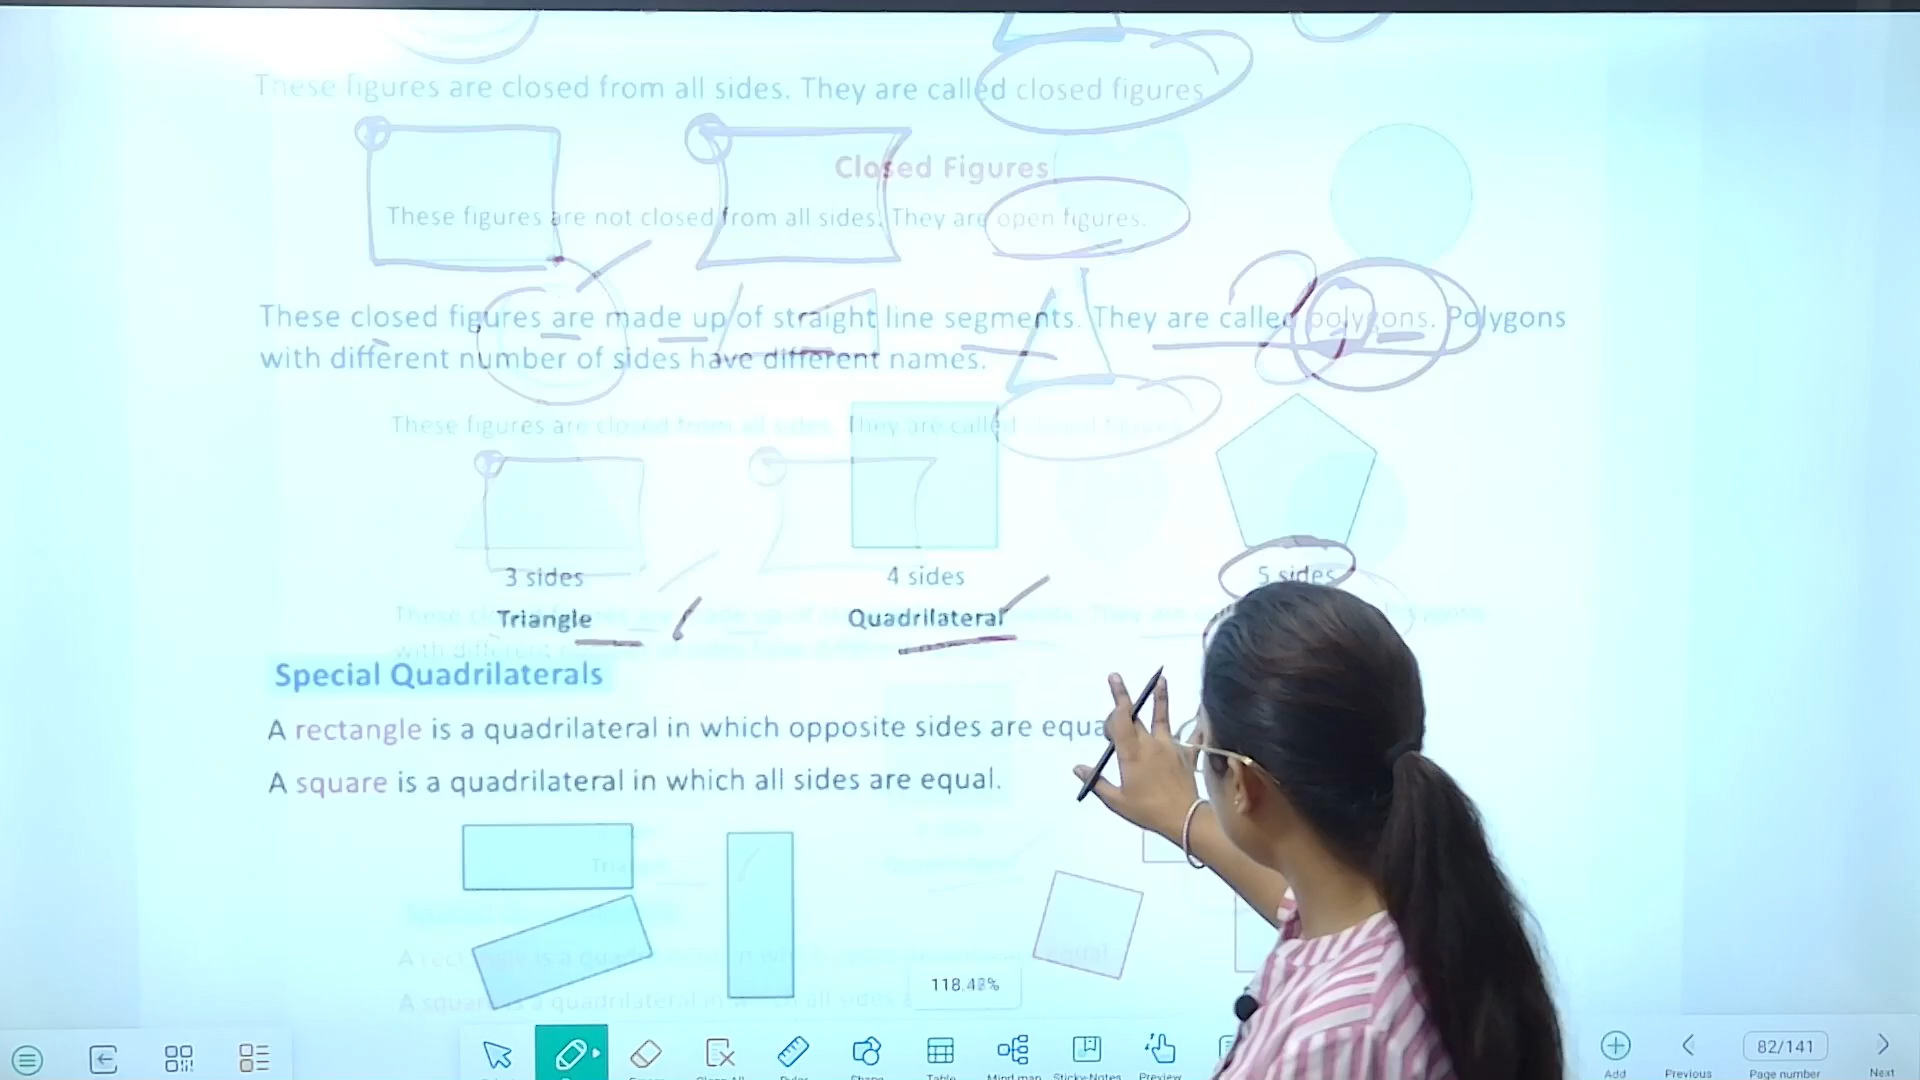 These figures are closed from all sides. They are called closed figures
Closed Figures
These figures are not closed from all sides. They are open figures.
These closed figures are made up of straight line segments. They are called polygons. Polygons
with different number of sides have different names.
These figures are closed from all sides. They are called closed figures
3 sides
4 sides
5 sides
Triangle
Quadrilateral
Special Quadrilaterals
A rectangle is a quadrilateral in which opposite sides are equa
A square is a quadrilateral in which all sides are equal.
118.43%
Table
Mind map
Sticky-Notes
Preview
Add
Previous
82/141
Page number
Next